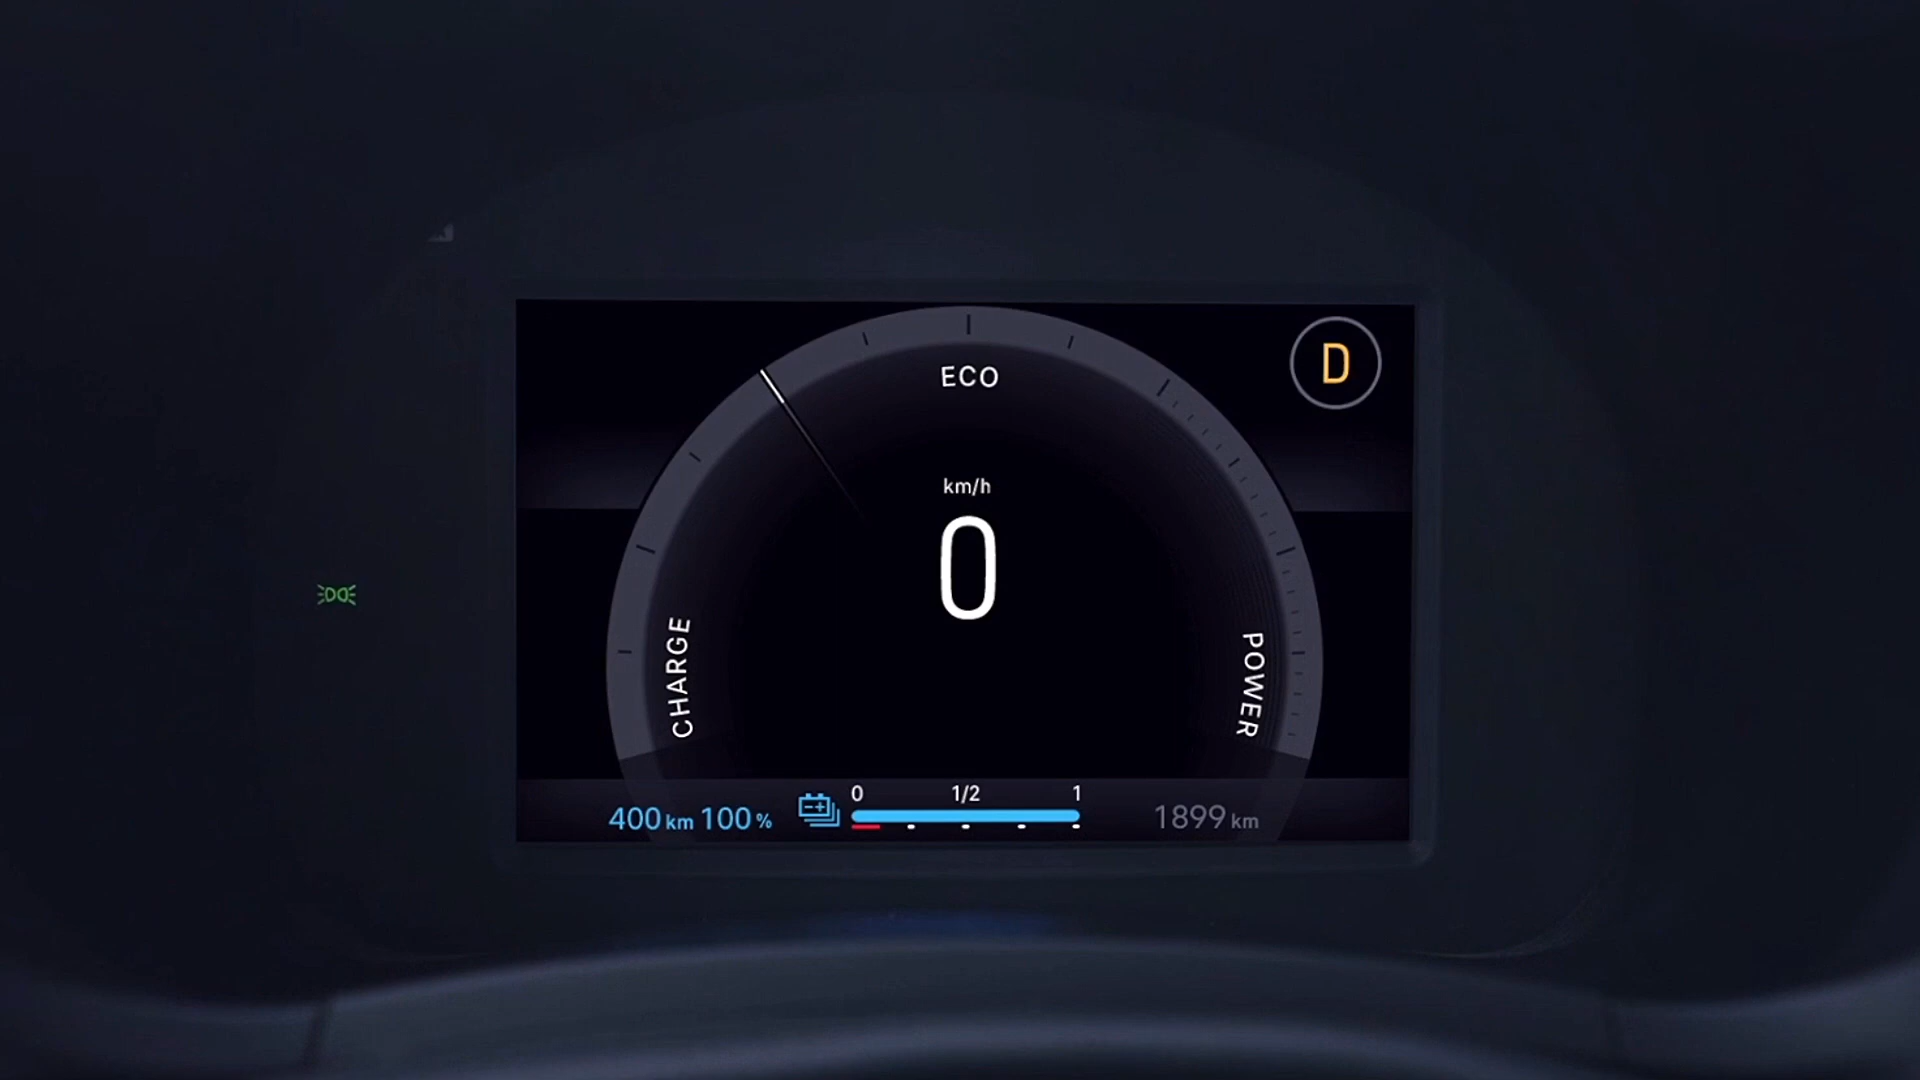 ECO
D
km/h
0
CHARGE
POWER
0 1/2 1
400 km 100 %
1899 km